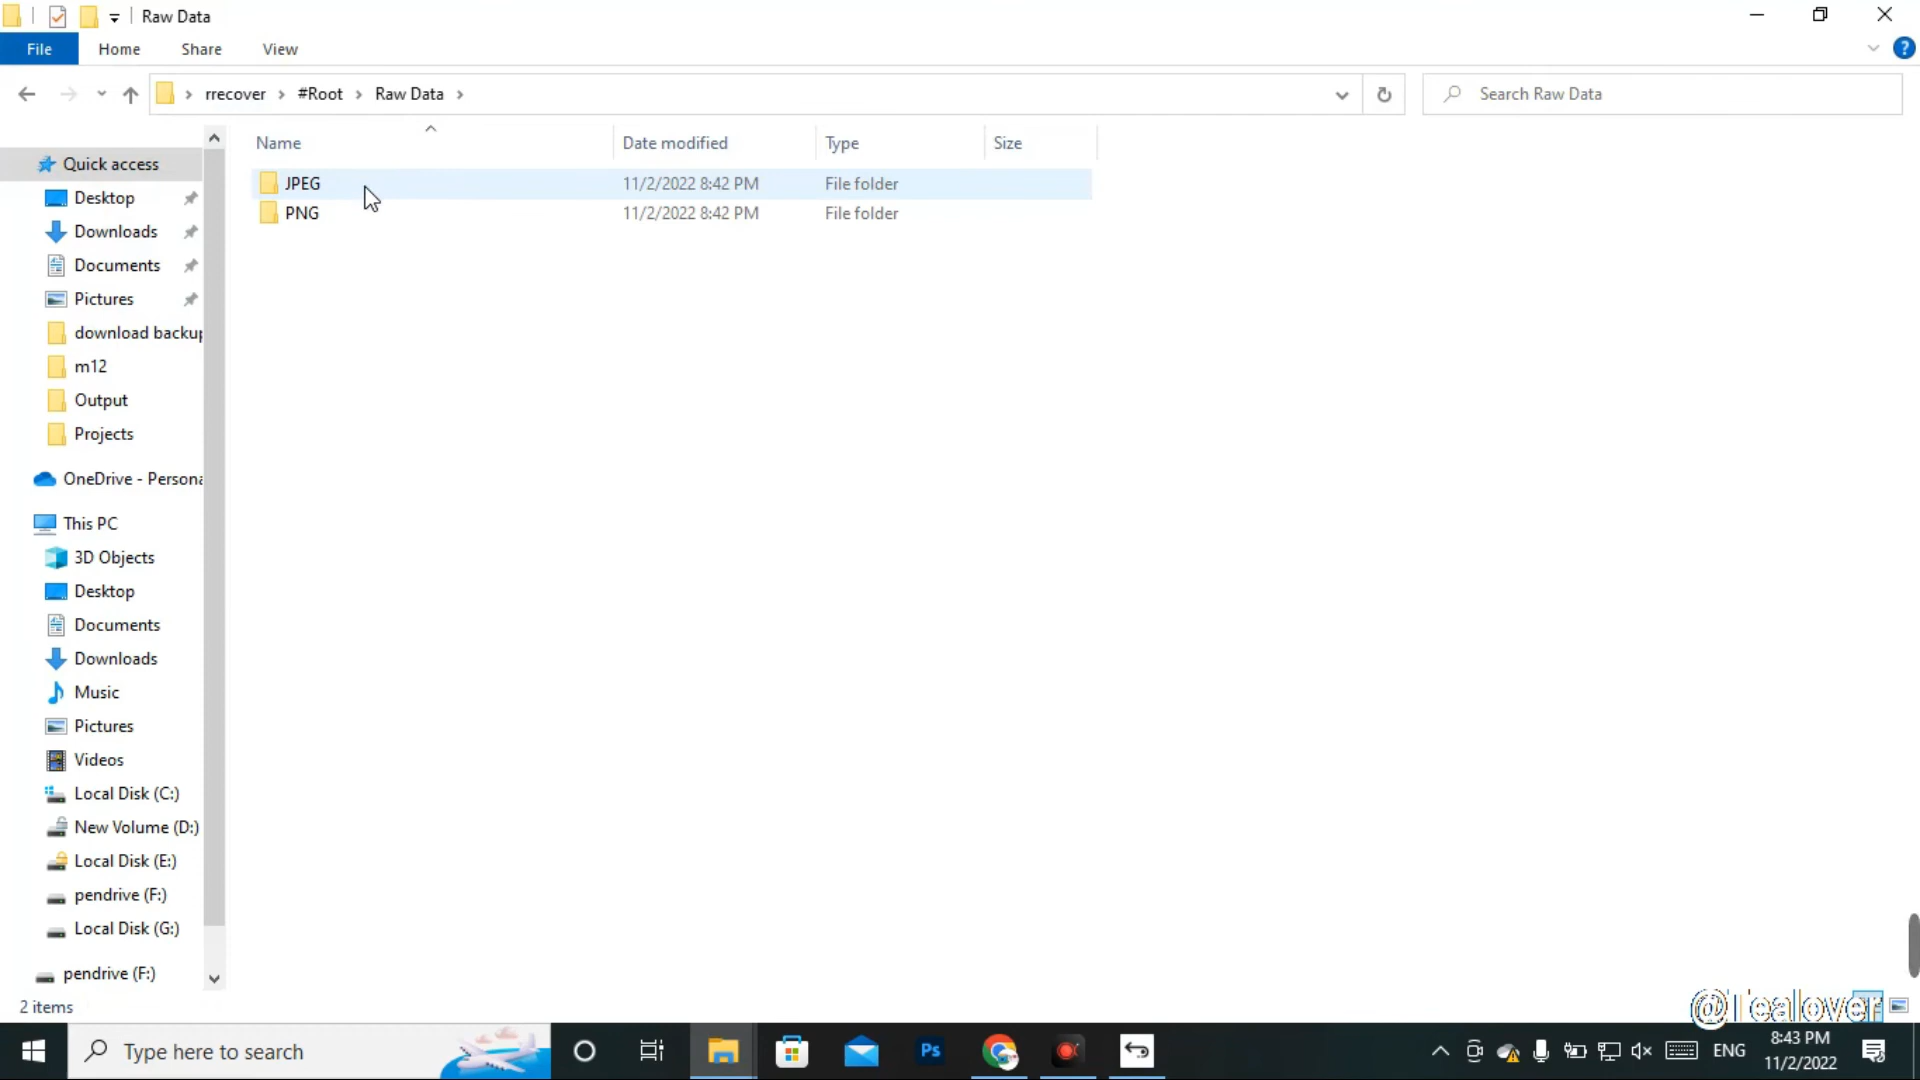 Raw Data
File Home Share View
rrecover #Root Raw Data Search Raw Data
Name Date modified Type Size
Quick access
JPEG 11/2/2022 8:42 PM File folder
Desktop
PNG 11/2/2022 8:42 PM File folder
Downloads
Documents
Pictures
download backup
m12
Output
Projects
OneDrive - Persona
This PC
3D Objects
Desktop
Documents
Downloads
Music
Pictures
Videos
Local Disk (C:)
New Volume (D:)
Local Disk (E:)
pendrive (F:)
Local Disk (G:)
pendrive (F:)
2 items
@Tealover
Type here to search Ps ENG 8:43 PM
11/2/2022